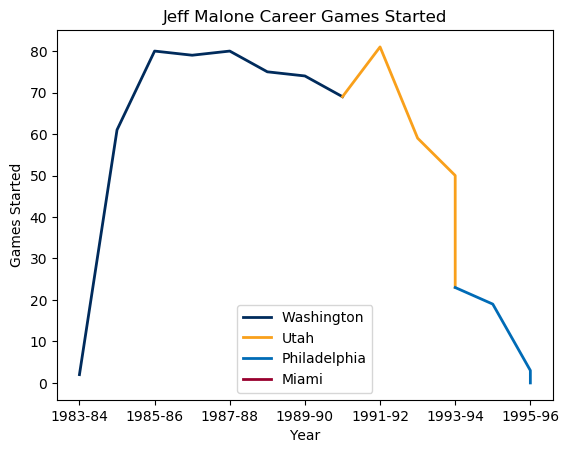 Jeff Malone Career Games Started
Games Started
80
70
60
50
40
30
20
10
0
Washington
Utah
Philadelphia
Miami
1983-84 1985-86 1987-88 1989-90 1991-92 1993-94 1995-96
Year